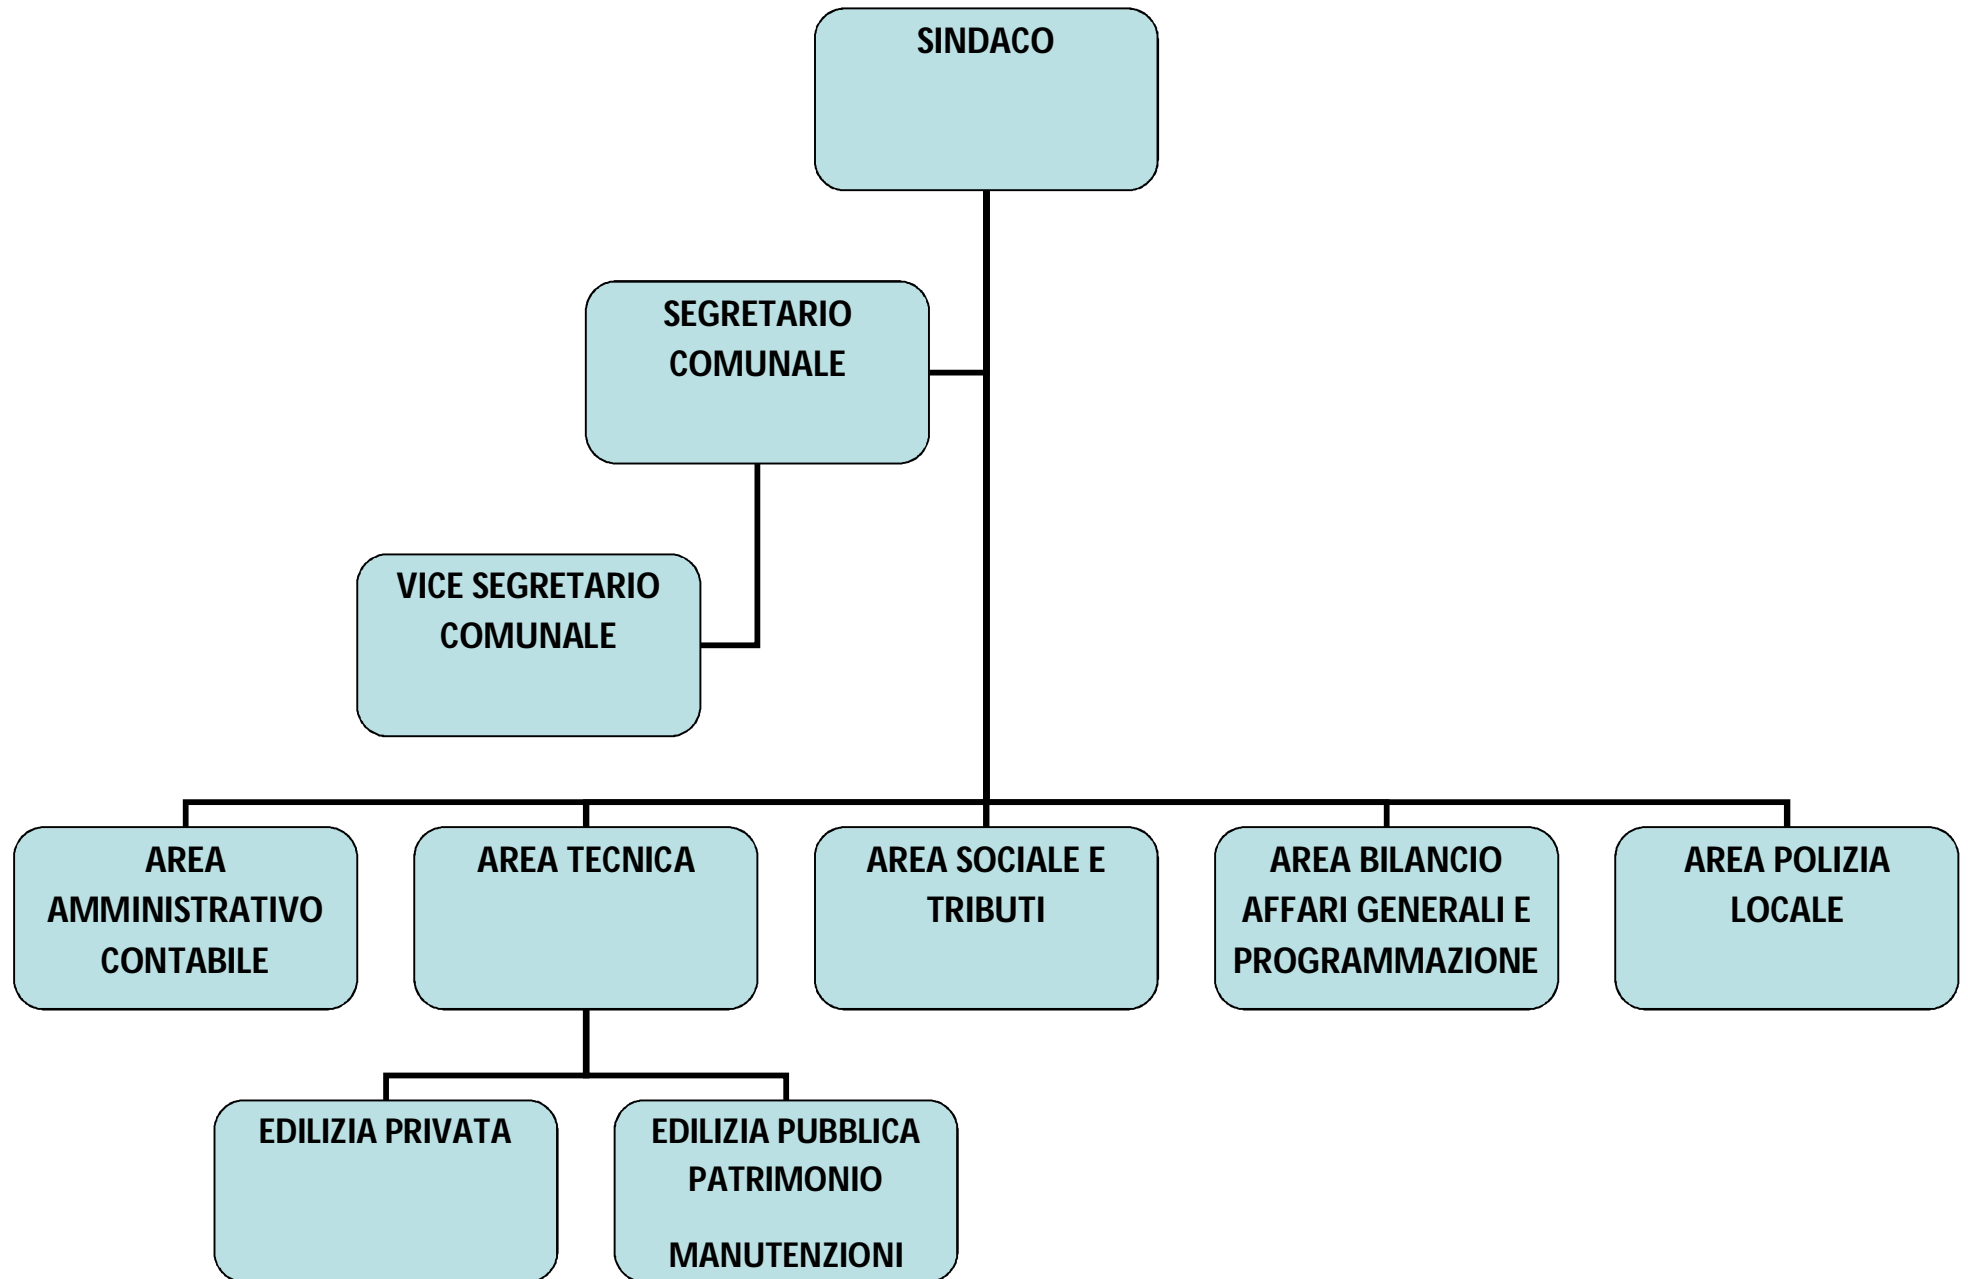 SINDACO
SEGRETARIO
COMUNALE
VICE SEGRETARIO
COMUNALE
AREA
AMMINISTRATIVO
CONTABILE
AREA TECNICA
AREA SOCIALE E
TRIBUTI
AREA BILANCIO
AFFARI GENERALI E
PROGRAMMAZIONE
AREA POLIZIA
LOCALE
EDILIZIA PRIVATA
EDILIZIA PUBBLICA
PATRIMONIO
MANUTENZIONI